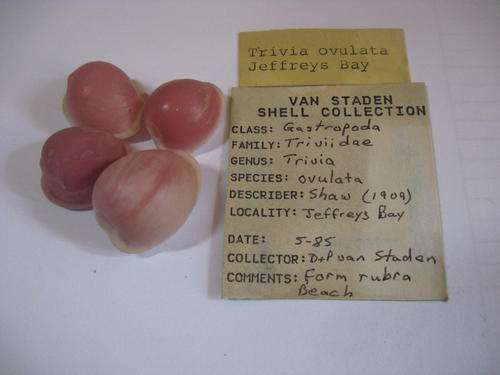 Trivia ovulata
Jeffreys Bay
VAN STADEN
SHELL COLLECTION
CLASS: Gastropoda
FAMILY: Triviidae
GENUS: Trivia
SPECIES: ovulata
DESCRIBER: Shaw (1909)
LOCALITY: Jeffreys Bay
DATE: 5-85
COLLECTOR: D+P van Staden
COMMENTS: Form rubra
Beach